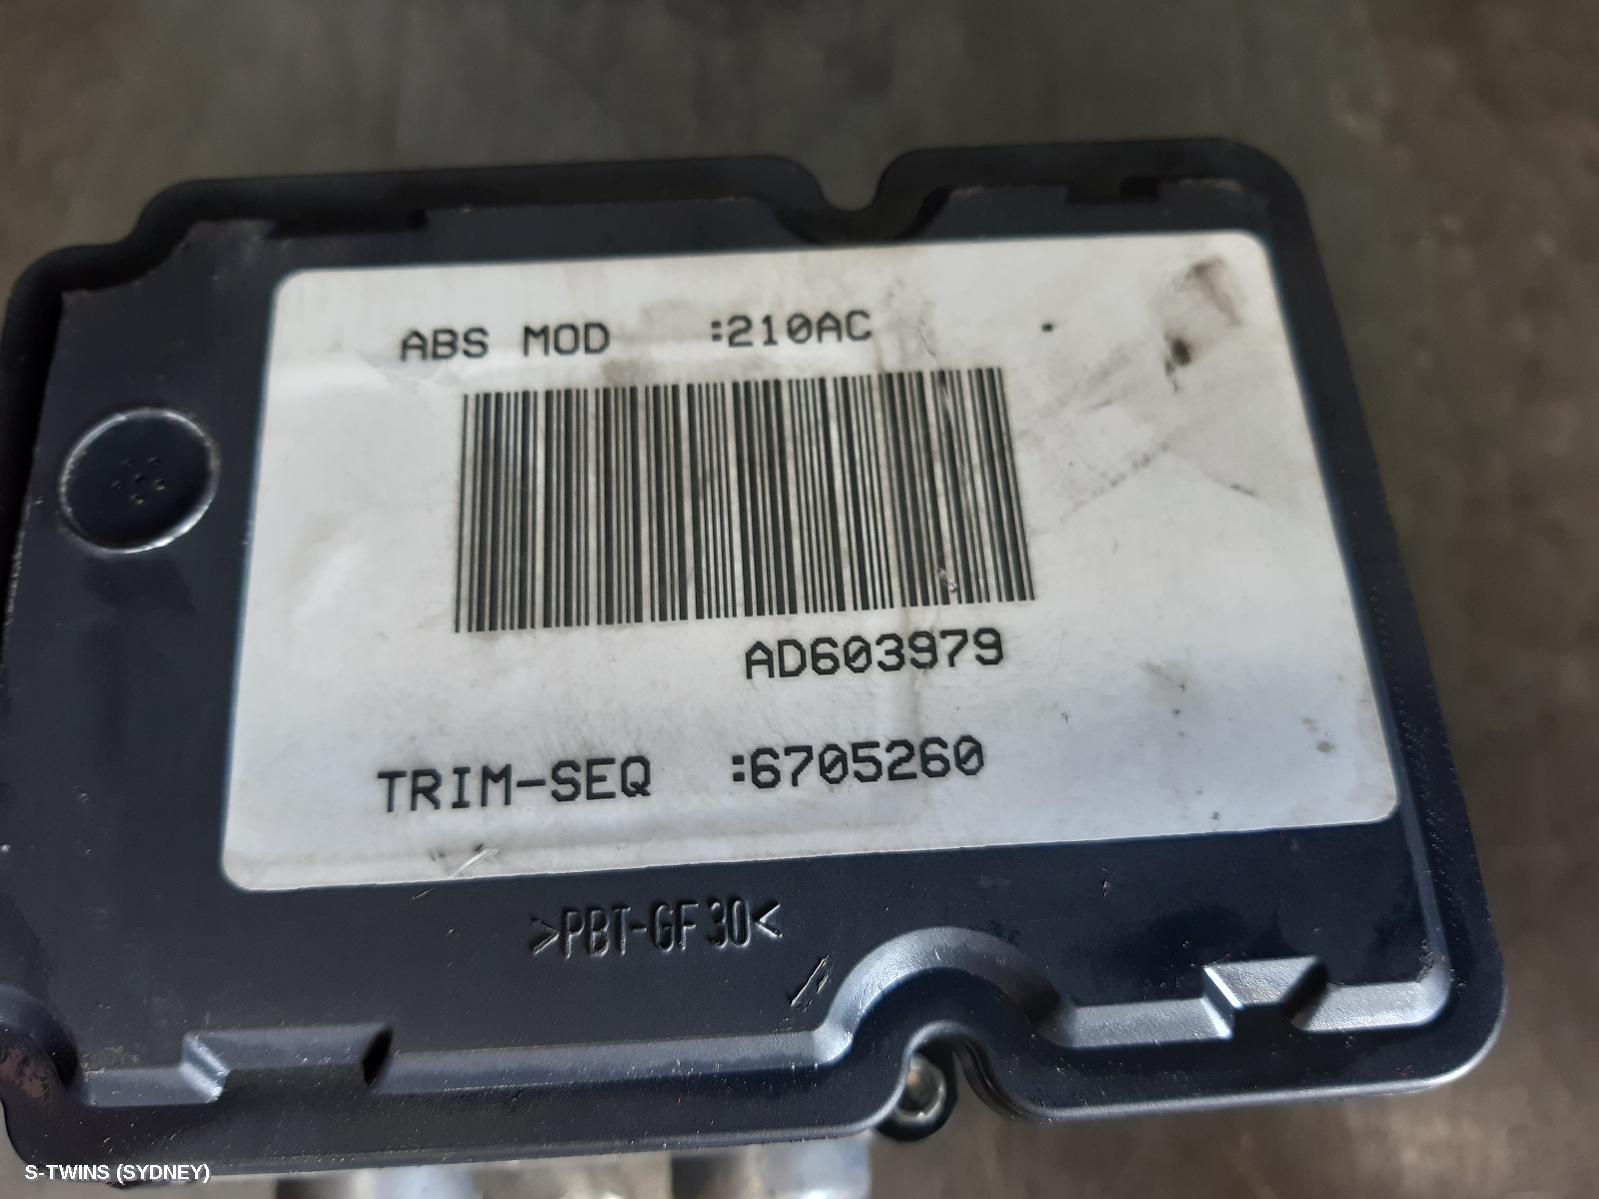 ABS MOD :210AC
AD603979
TRIM-SEQ :6705260
>PBT-GF30<
S-TWINS (SYDNEY)